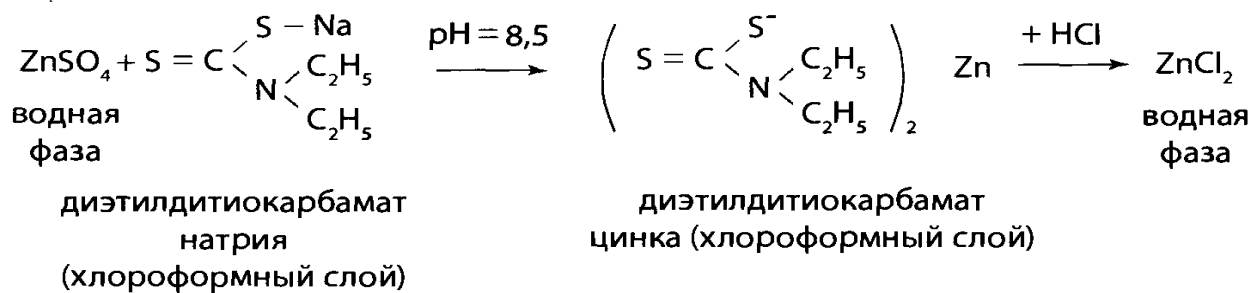 S – Na S⁻
ZnSO₄ + S = C C₂H₅ pH = 8,5 S = C C₂H₅ Zn + HCl ZnCl₂
N N
C₂H₅ C₂H₅ 2
водная водная
фаза фаза
диэтилдитиокарбамат диэтилдитиокарбамат
натрия цинка (хлороформный слой)
(хлороформный слой)